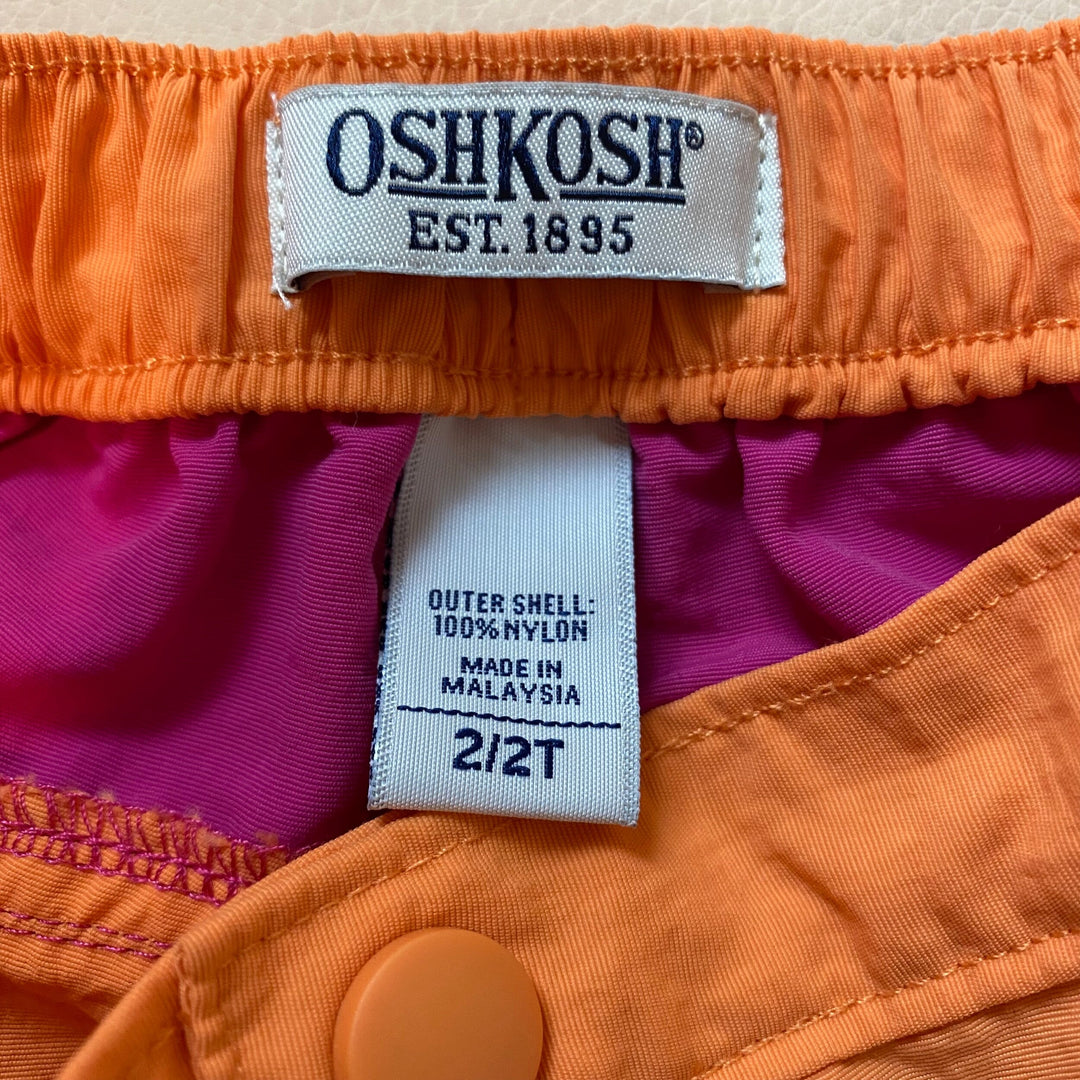 OSHKOSH®
EST. 1895
OUTER SHELL:
100% NYLON
MADE IN
MALAYSIA
2/2T